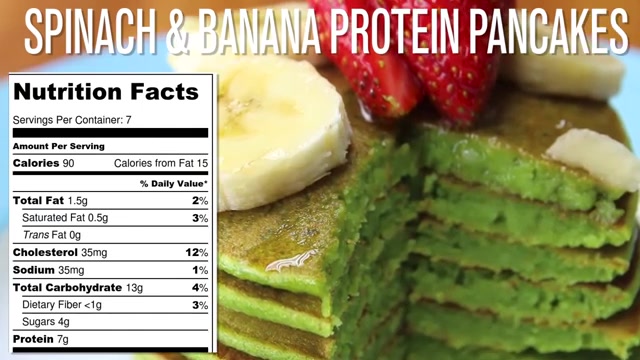 SPINACH & BANANA PROTEIN PANCAKES
Nutrition Facts
Servings Per Container: 7
Amount Per Serving
Calories 90 Calories from Fat 15
% Daily Value*
Total Fat 1.5g 2%
Saturated Fat 0.5g 3%
Trans Fat 0g
Cholesterol 35mg 12%
Sodium 35mg 1%
Total Carbohydrate 13g 4%
Dietary Fiber <1g 3%
Sugars 4g
Protein 7g